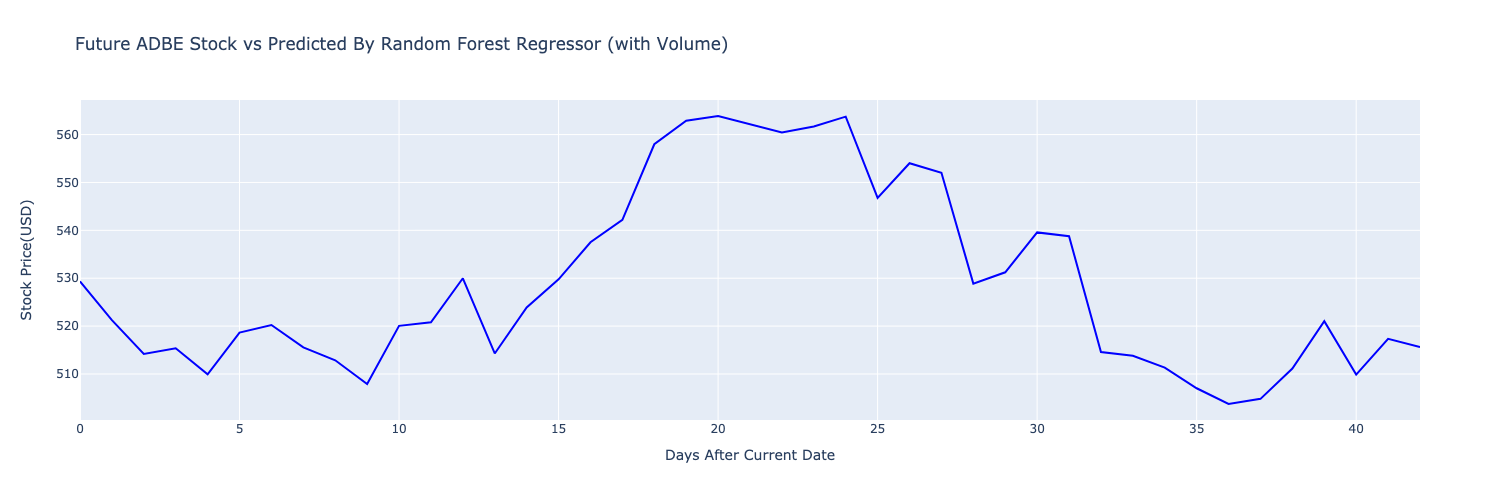 Future ADBE Stock vs Predicted By Random Forest Regressor (with Volume)
Stock Price(USD)
560
550
540
530
520
510
0 5 10 15 20 25 30 35 40
Days After Current Date